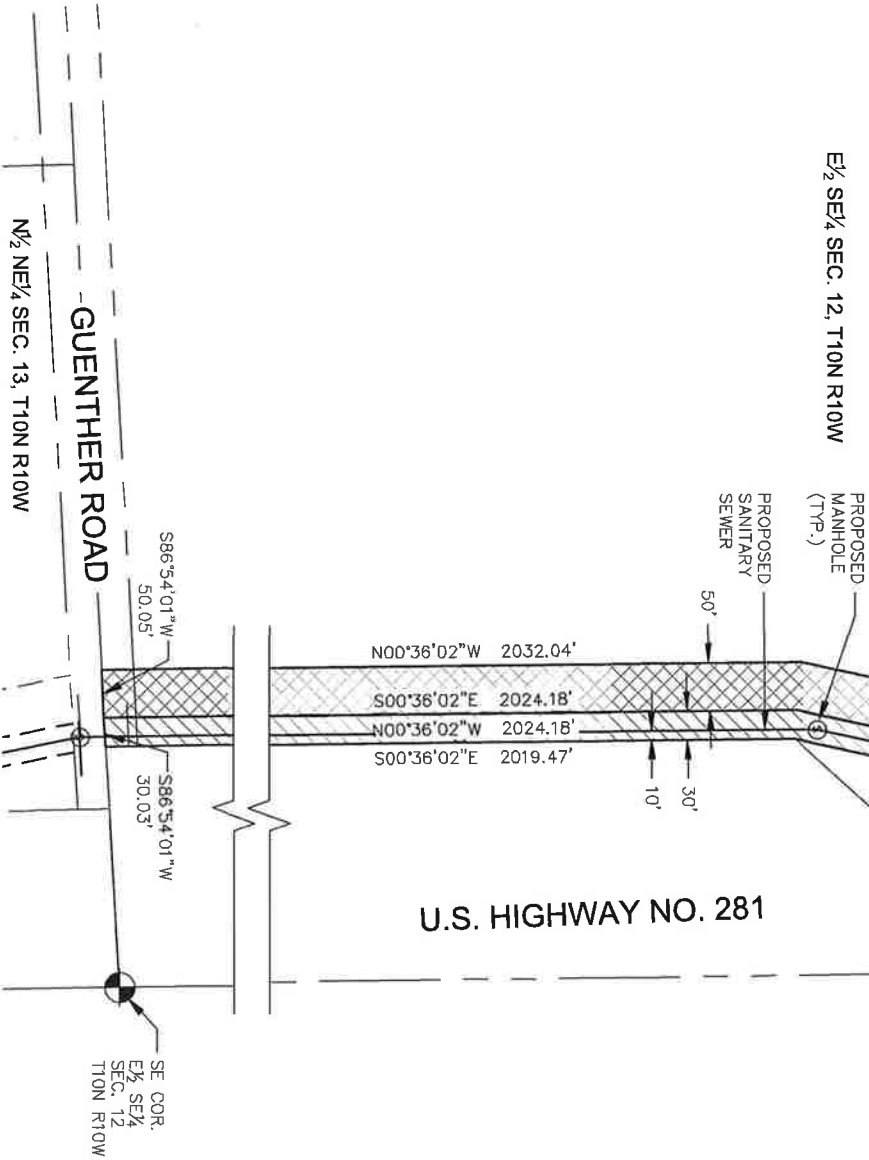 E½ SE¼ SEC. 12, T10N R10W
PROPOSED
MANHOLE
(TYP.)
PROPOSED
SANITARY
SEWER
50'
N00°36'02"W 2032.04'
S00°36'02"E 2024.18'
N00°36'02"W 2024.18'
S00°36'02"E 2019.47'
10'
30'
S
U.S. HIGHWAY NO. 281
S86°54'01"W
50.05'
S86°54'01"W
30.03'
GUENTHER ROAD
N½ NE¼ SEC. 13, T10N R10W
SE COR.
E½ SE¼
SEC. 12
T10N R10W